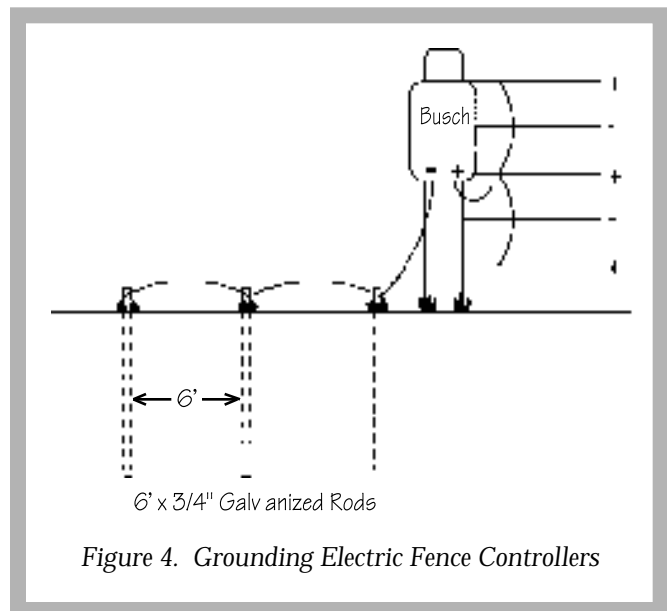 Busch
- +
-
+
-
6'
6' x 3/4" Galv anized Rods
Figure 4. Grounding Electric Fence Controllers